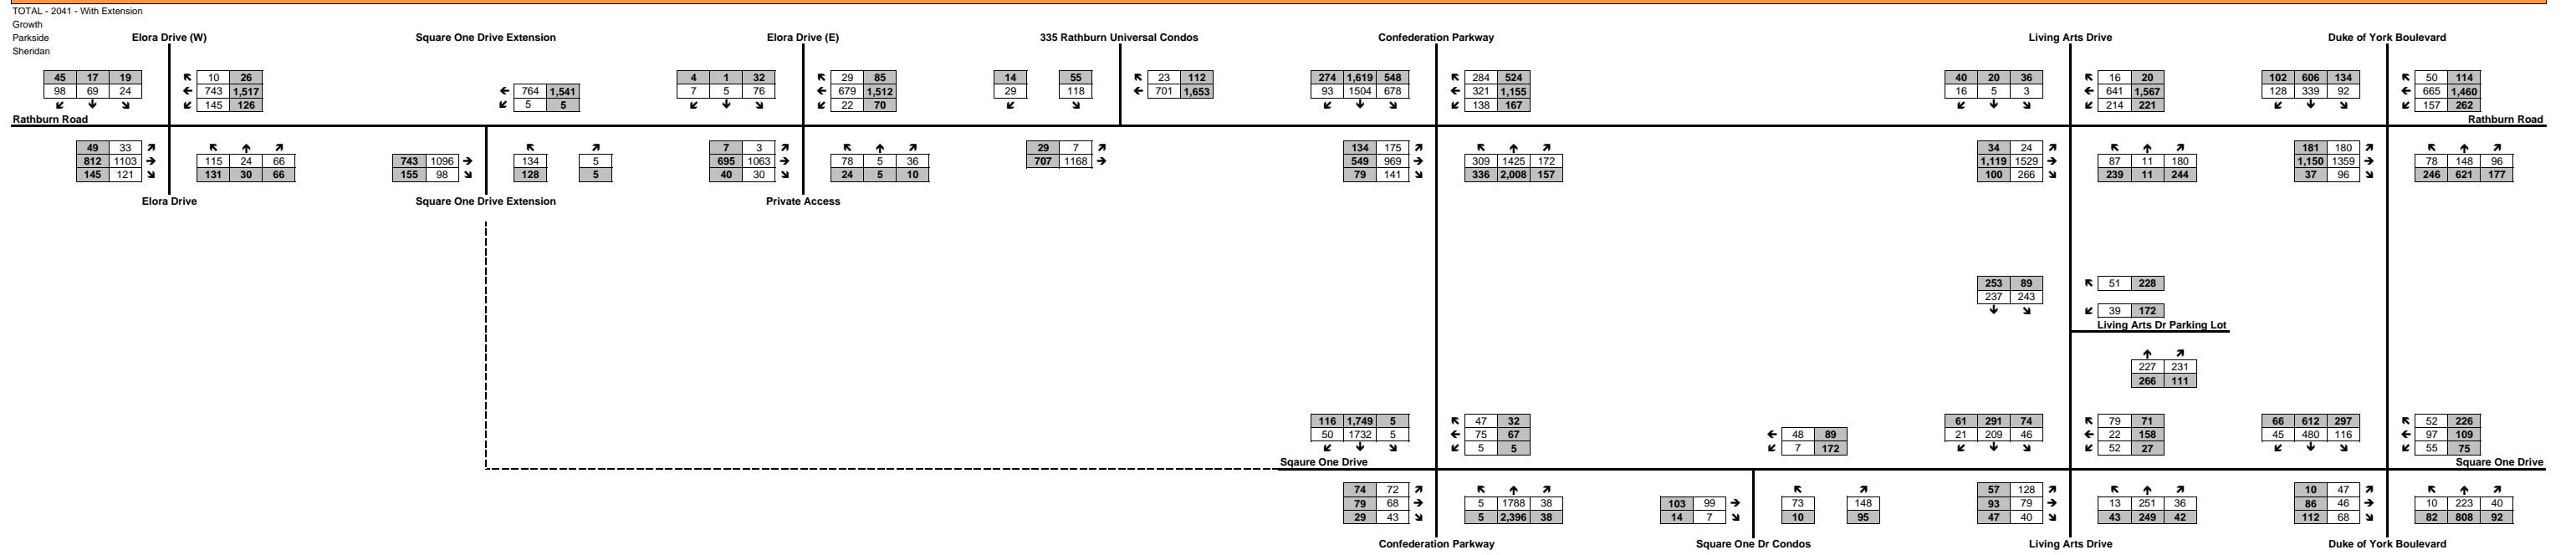 TOTAL - 2041 - With Extension
Growth
Parkside
Sheridan
Elora Drive (W) Square One Drive Extension Elora Drive (E) 335 Rathburn Universal Condos Confederation Parkway Living Arts Drive Duke of York Boulevard
45 17 19 ↖ 10 26 4 1 32 ↖ 29 85 14 55 ↖ 23 112 274 1,619 548 ↖ 284 524 40 20 36 ↖ 16 20 102 606 134 ↖ 50 114
98 69 24 ← 743 1,517 ← 764 1,541 7 5 76 ← 679 1,512 29 118 ← 701 1,653 93 1504 678 ← 321 1,155 16 5 3 ← 641 1,567 128 339 92 ← 665 1,460
↙ ↓ ↘ ↙ 145 126 ↙ 5 5 ↙ ↓ ↘ ↙ 22 70 ↙ ↘ ↙ ↓ ↘ ↙ 138 167 ↙ ↓ ↘ ↙ 214 221 ↙ ↓ ↘ ↙ 157 262
Rathburn Road Rathburn Road
49 33 ↗ ↖ ↑ ↗ ↖ ↗ 7 3 ↗ ↖ ↑ ↗ 29 7 ↗ 134 175 ↗ ↖ ↑ ↗ 34 24 ↗ ↖ ↑ ↗ 181 180 ↗ ↖ ↑ ↗
812 1103 → 115 24 66 743 1096 → 134 5 695 1063 → 78 5 36 707 1168 → 549 969 → 309 1425 172 1,119 1529 → 87 11 180 1,150 1359 → 78 148 96
145 121 ↘ 131 30 66 155 98 ↘ 128 5 40 30 ↘ 24 5 10 79 141 ↘ 336 2,008 157 100 266 ↘ 239 11 244 37 96 ↘ 246 621 177
Elora Drive Square One Drive Extension Private Access
253 89 ↖ 51 228
237 243
↓ ↘ ↙ 39 172
Living Arts Dr Parking Lot
↑ ↗
227 231
266 111
116 1,749 5 ↖ 47 32 61 291 74 ↖ 79 71 66 612 297 ↖ 52 226
50 1732 5 ← 75 67 ← 48 89 21 209 46 ← 22 158 45 480 116 ← 97 109
↙ ↓ ↘ ↙ 5 5 ↙ 7 172 ↙ ↓ ↘ ↙ 52 27 ↙ ↓ ↘ ↙ 55 75
Sqaure One Drive Square One Drive
74 72 ↗ ↖ ↑ ↗ ↖ ↗ 57 128 ↗ ↖ ↑ ↗ 10 47 ↗ ↖ ↑ ↗
79 68 → 5 1788 38 103 99 → 73 148 93 79 → 13 251 36 86 46 → 10 223 40
29 43 ↘ 5 2,396 38 14 7 ↘ 10 95 47 40 ↘ 43 249 42 112 68 ↘ 82 808 92
Confederation Parkway Square One Dr Condos Living Arts Drive Duke of York Boulevard